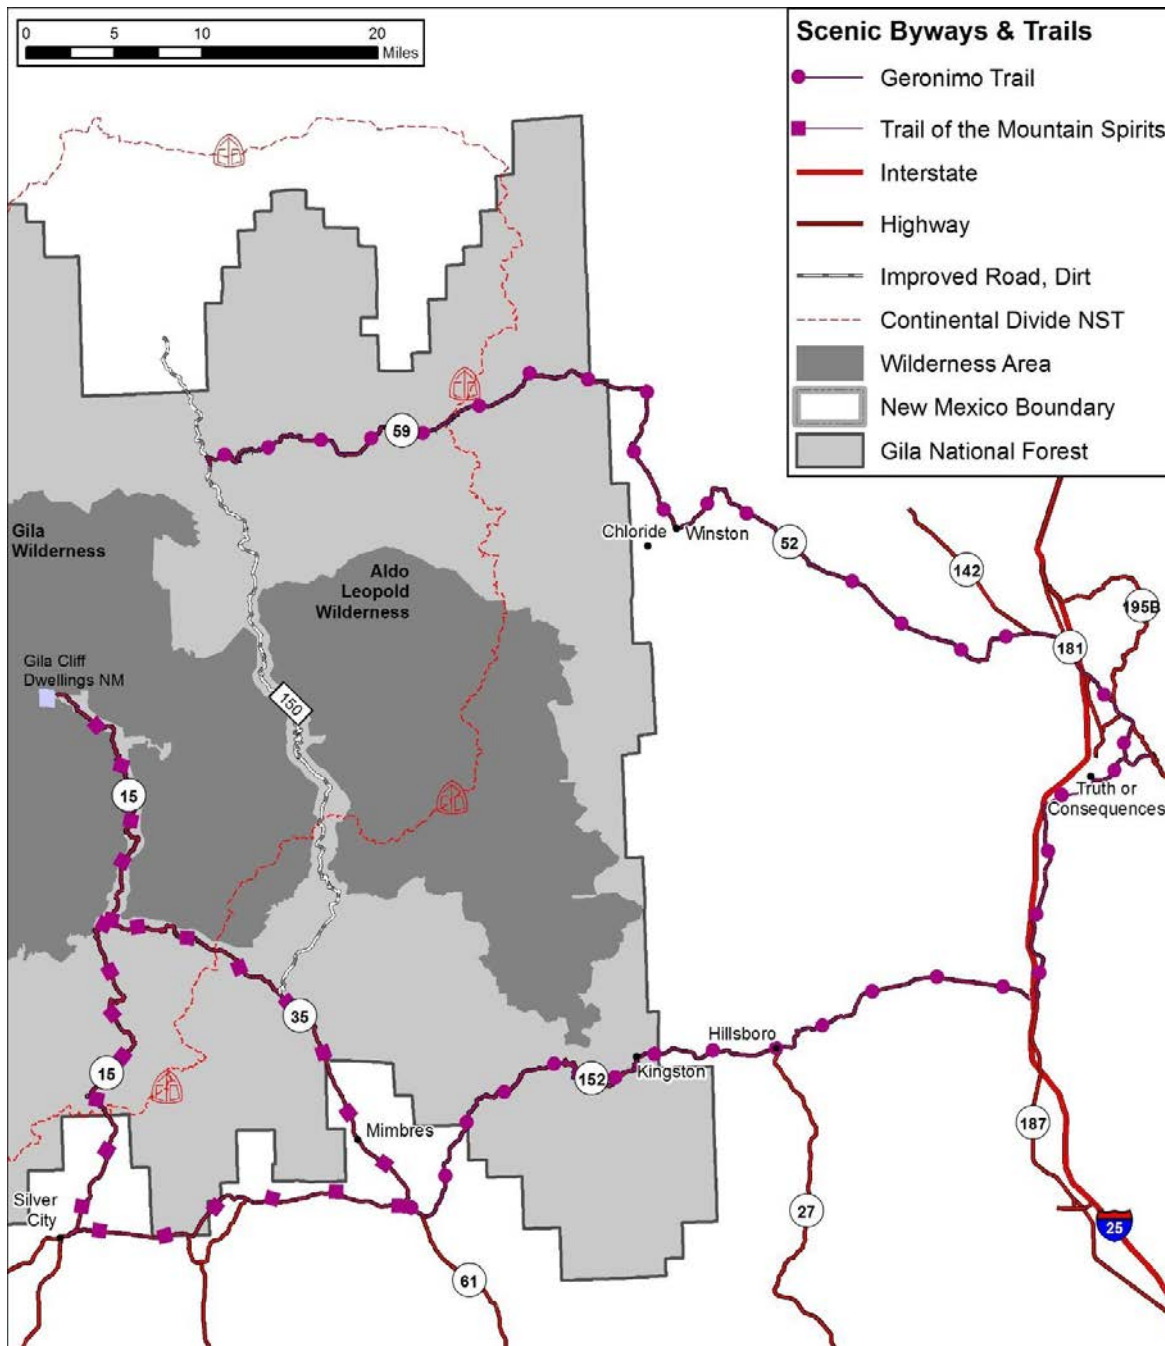 0 5 10 20
Miles
Scenic Byways & Trails
Geronimo Trail
Trail of the Mountain Spirits
Interstate
Highway
Improved Road, Dirt
Continental Divide NST
Wilderness Area
New Mexico Boundary
Gila National Forest
59
Gila
Wilderness
Chloride
Winston
52
142
195B
Aldo
Leopold
Wilderness
181
Gila Cliff
Dwellings NM
150
15
Truth or
Consequences
35
Hillsboro
15
152
Kingston
187
Mimbres
Silver
City
27
25
61